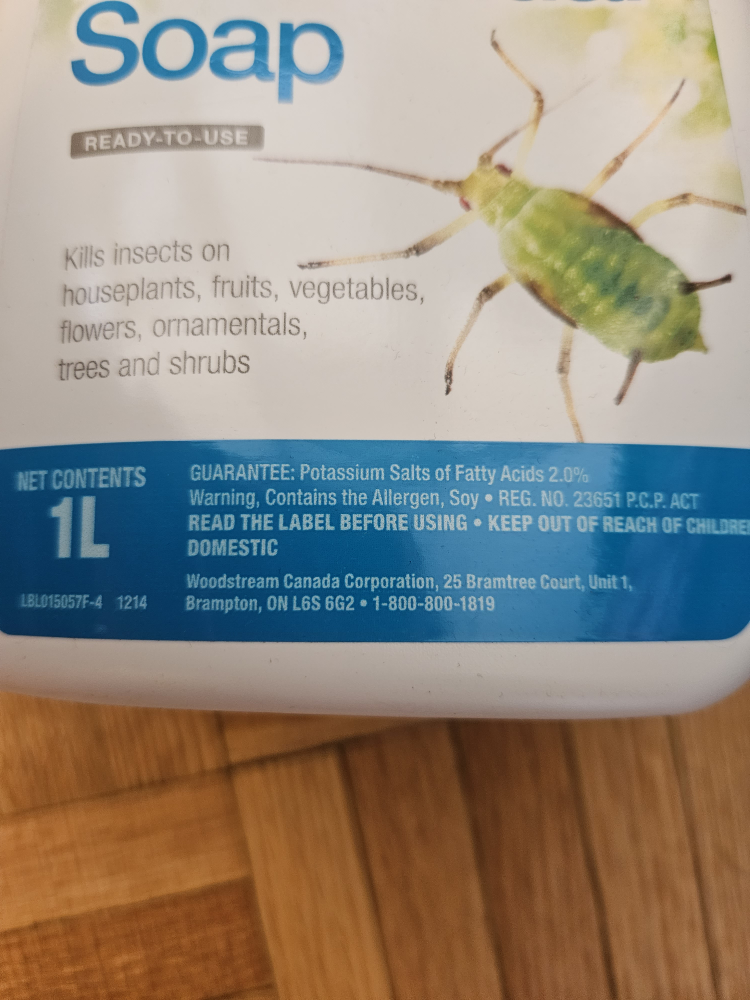 Soap
READY-TO-USE
Kills insects on
houseplants, fruits, vegetables,
flowers, ornamentals,
trees and shrubs
NET CONTENTS
1L
LBL015057F-4 1214
GUARANTEE: Potassium Salts of Fatty Acids 2.0%
Warning, Contains the Allergen, Soy • REG. NO. 23651 P.C.P. ACT
READ THE LABEL BEFORE USING • KEEP OUT OF REACH OF CHILDREN
DOMESTIC
Woodstream Canada Corporation, 25 Bramtree Court, Unit 1,
Brampton, ON L6S 6G2 • 1-800-800-1819